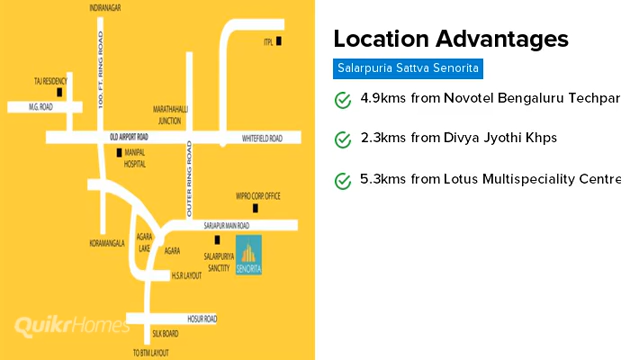 INDIRANAGAR
100. FT. RING ROAD
ITPL
TAJ RESIDENCY
M.G. ROAD
MARATHAHALLI
JUNCTION
OLD AIRPORT ROAD
WHITEFIELD ROAD
MANIPAL
HOSPITAL
OUTER RING ROAD
WIPRO CORP. OFFICE
SARJAPUR MAIN ROAD
KORAMANGALA
AGARA
LAKE
AGARA
SALARPURIYA
SANCTITY
SENORITA
H.S.R LAYOUT
HOSUR ROAD
SILK BOARD
TO BTM LAYOUT
QuikrHomes
Location Advantages
Salarpuria Sattva Senorita
4.9kms from Novotel Bengaluru Techpar
2.3kms from Divya Jyothi Khps
5.3kms from Lotus Multispeciality Centre